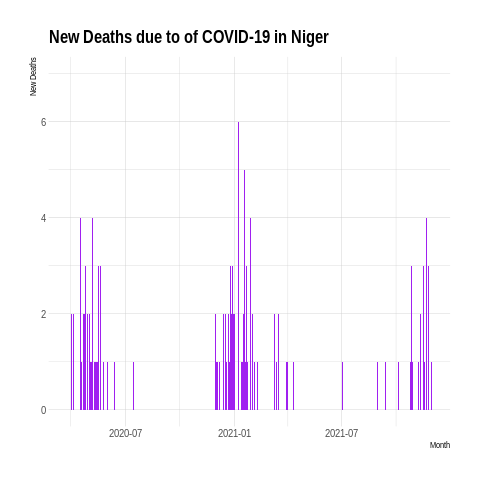 New Deaths due to of COVID-19 in Niger
New Deaths
6
4
2
0
2020-07
2021-01
2021-07
Month